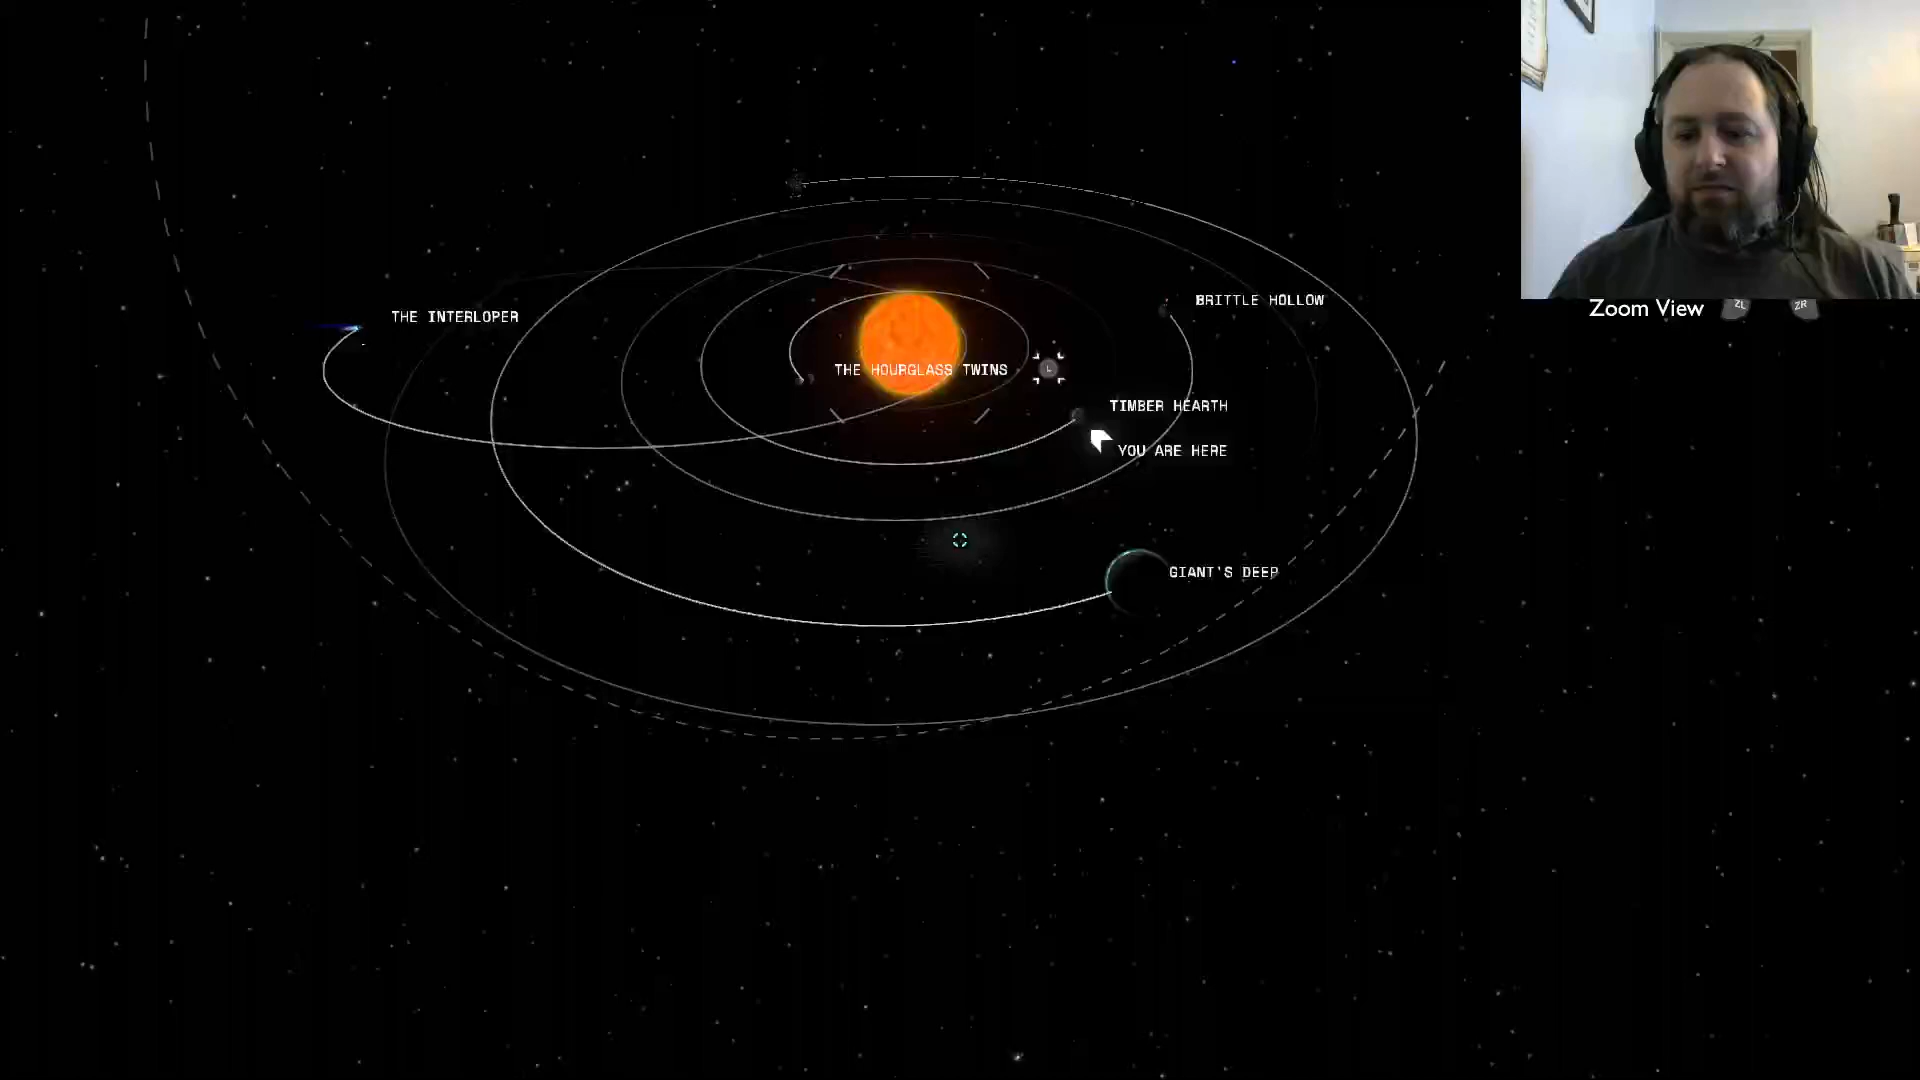 BRITTLE HOLLOW
Zoom View ZL ZR
THE INTERLOPER
THE HOURGLASS TWINS
L
TIMBER HEARTH
YOU ARE HERE
GIANT'S DEEP